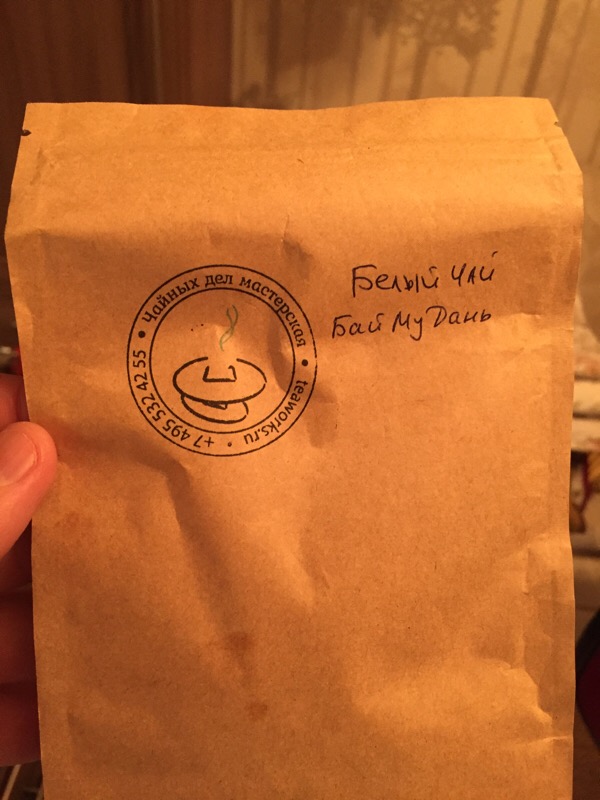 Чайных дел мастерская • teaworks.ru • +7 495 532 42 55 •
Белый чай
Бай Му Дань